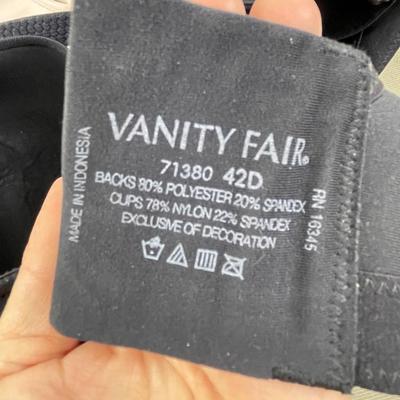 VANITY FAIR®
71380 42D
BACKS 80% POLYESTER 20% SPANDEX
CUPS 78% NYLON 22% SPANDEX
EXCLUSIVE OF DECORATION
MADE IN INDONESIA
RN 16345